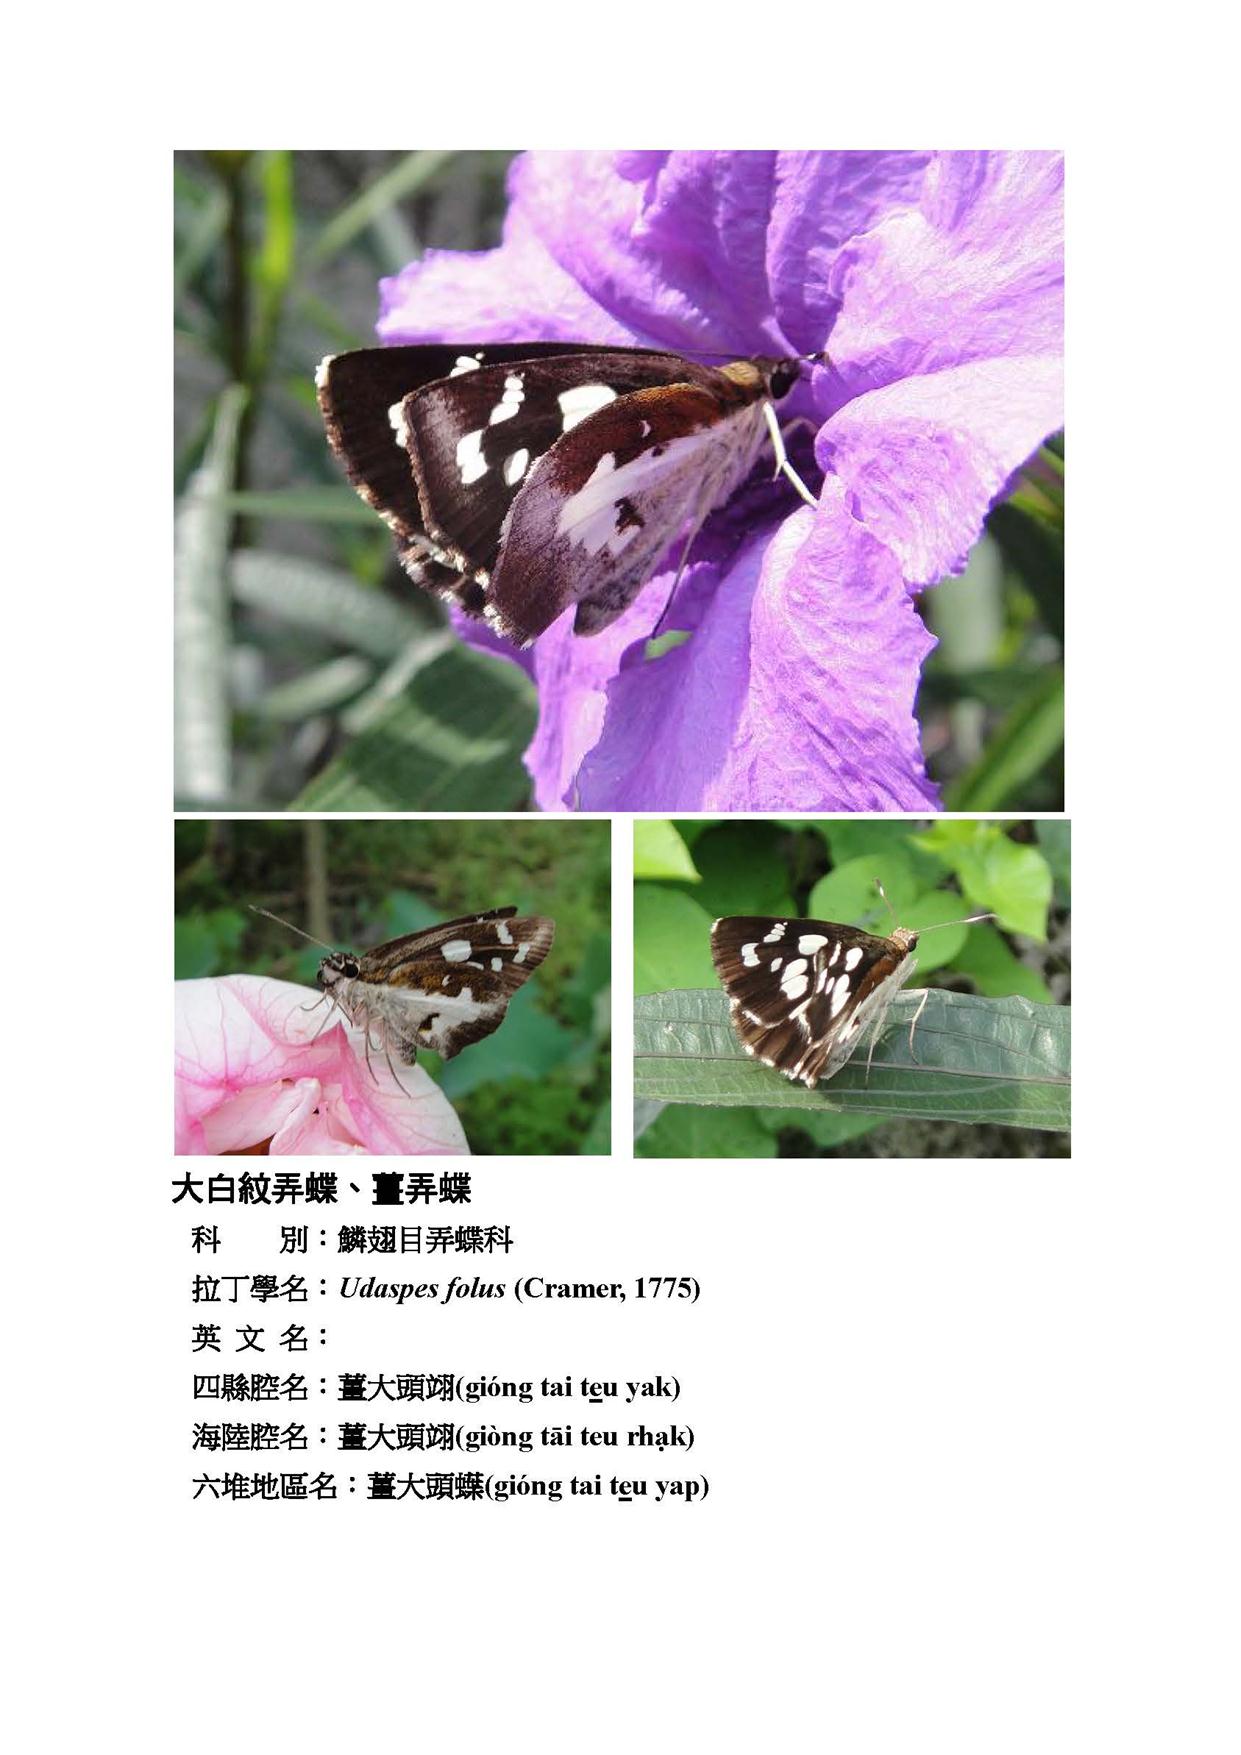 大白紋弄蝶、薑弄蝶
科　　別：鱗翅目弄蝶科
拉丁學名：Udaspes folus (Cramer, 1775)
英 文 名：
四縣腔名：薑大頭翊(gióng tai te̲u yak)
海陸腔名：薑大頭翊(giòng tāi teu rhạk)
六堆地區名：薑大頭蝶(gióng tai te̲u yap)